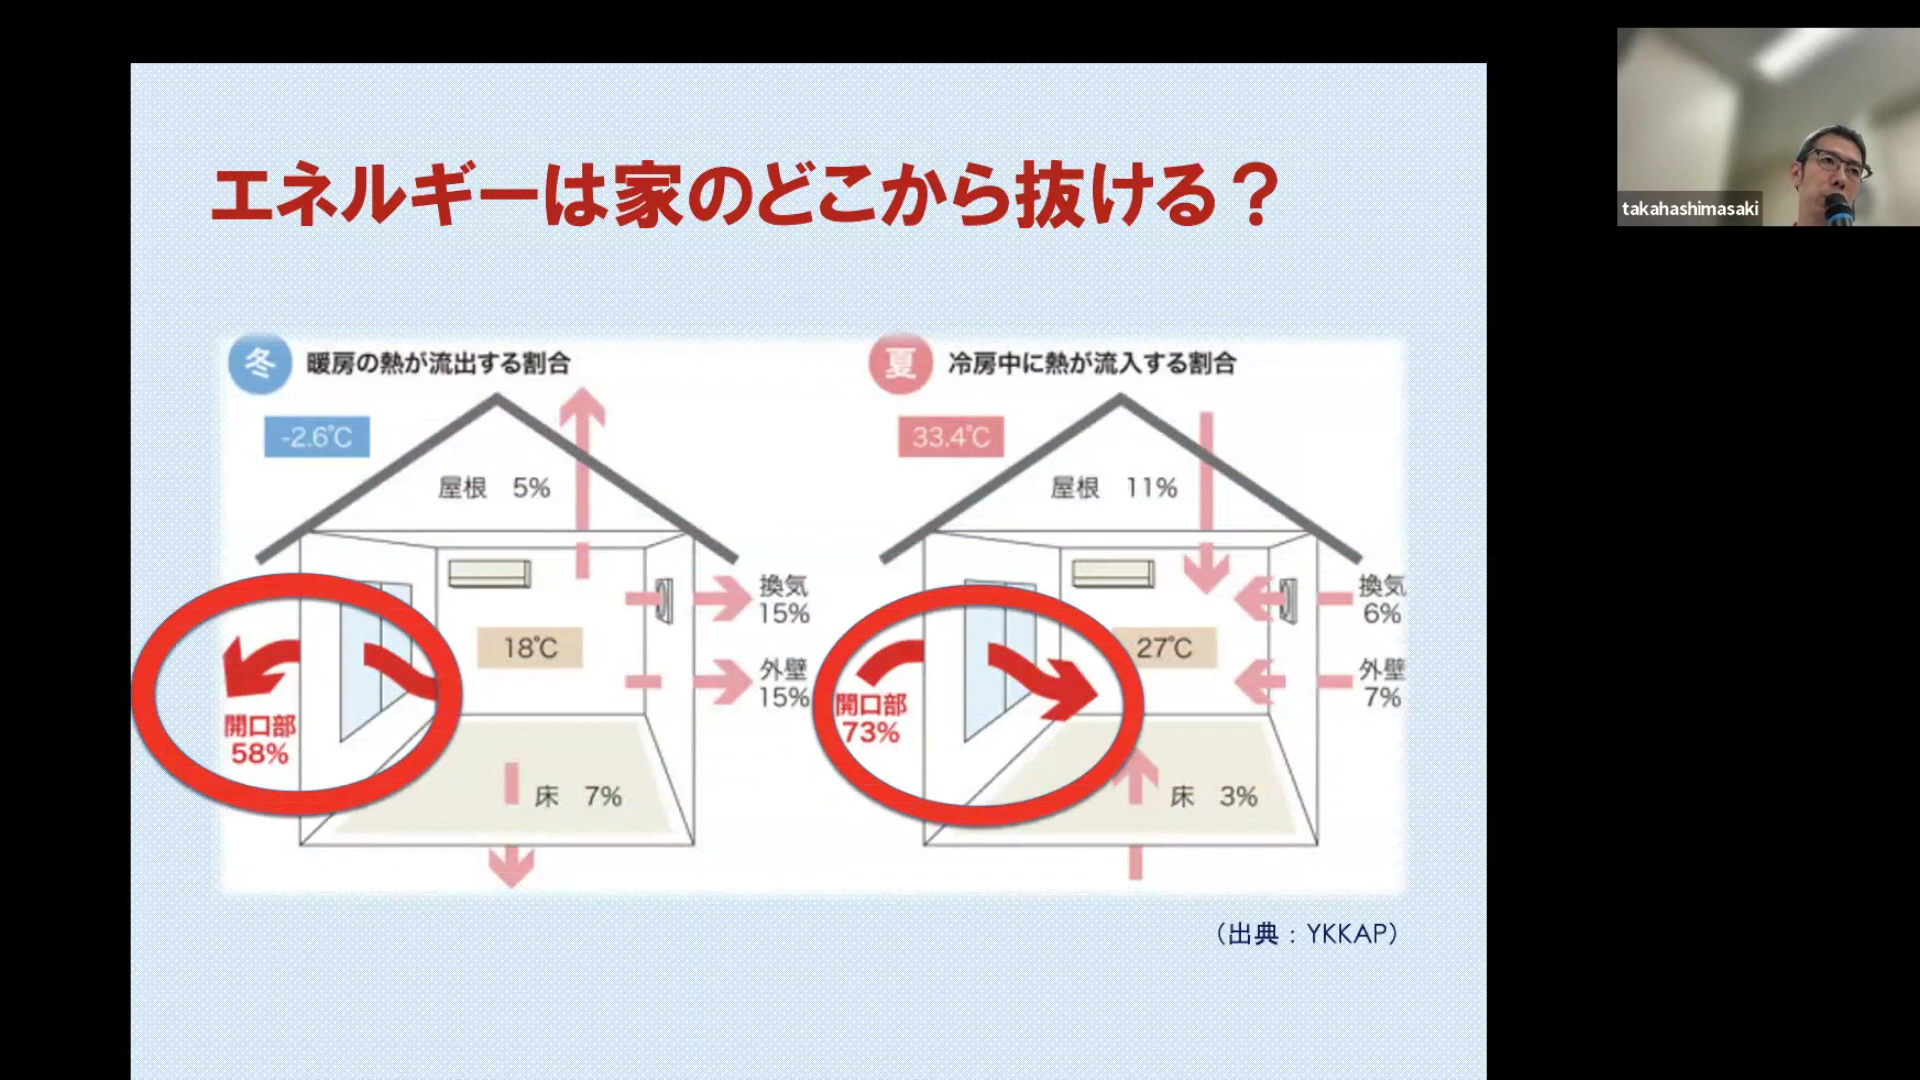 エネルギーは家のどこから抜ける？
takahashimasaki
冬 暖房の熱が流出する割合
-2.6℃
屋根 5%
換気
15%
18℃
外壁
15%
開口部
58%
床 7%
夏 冷房中に熱が流入する割合
33.4℃
屋根 11%
換気
6%
27℃
外壁
7%
開口部
73%
床 3%
（出典：YKKAP）